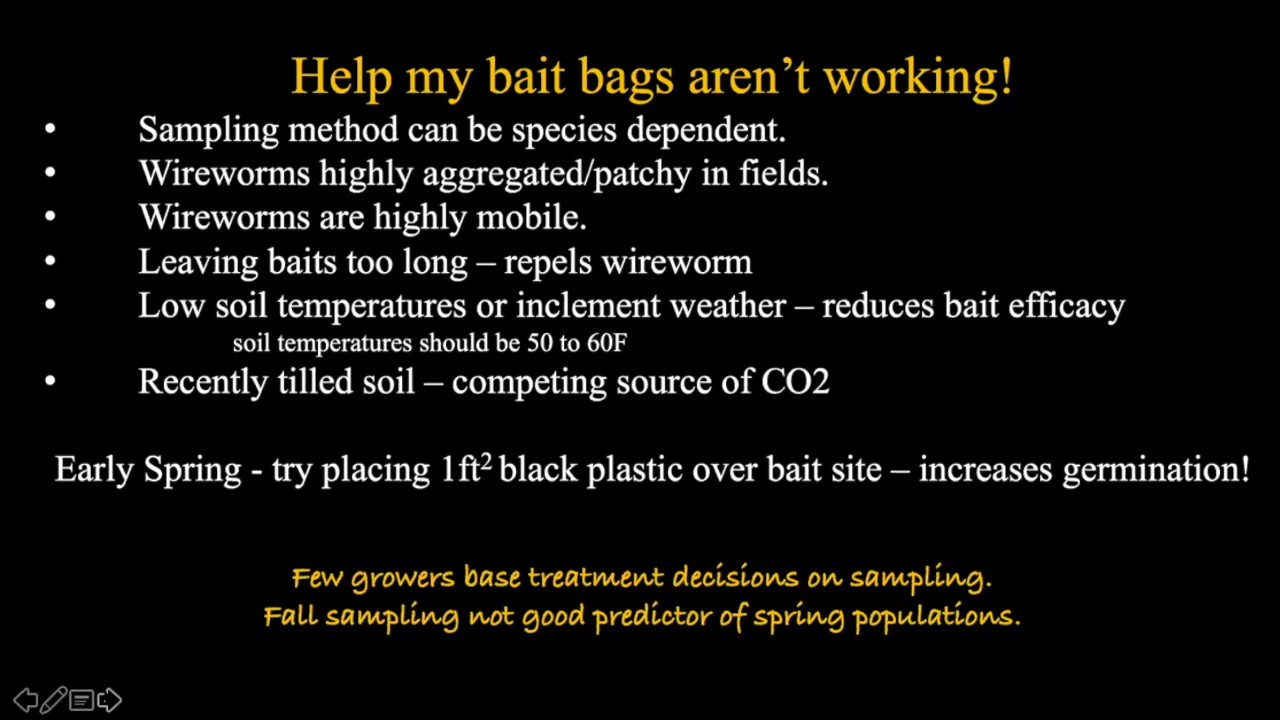 Help my bait bags aren’t working!
• Sampling method can be species dependent.
• Wireworms highly aggregated/patchy in fields.
• Wireworms are highly mobile.
• Leaving baits too long – repels wireworm
• Low soil temperatures or inclement weather – reduces bait efficacy
soil temperatures should be 50 to 60F
• Recently tilled soil – competing source of CO2
Early Spring - try placing 1ft² black plastic over bait site – increases germination!
Few growers base treatment decisions on sampling.
Fall sampling not good predictor of spring populations.